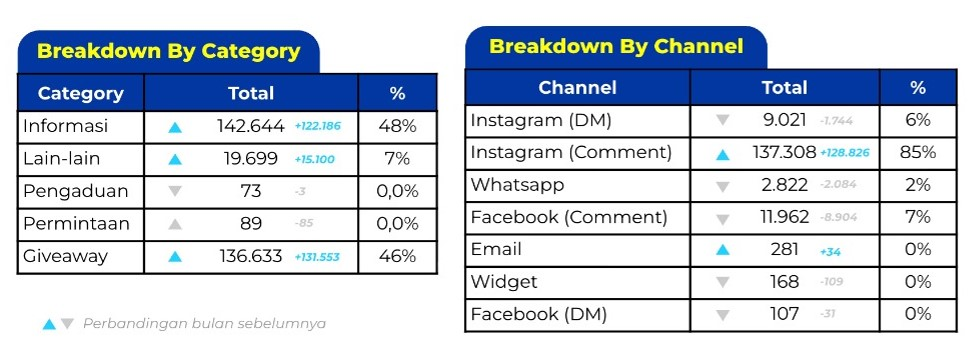 Breakdown By Category
Category Total %
Informasi 142.644 +122.186 48%
Lain-lain 19.699 +15.100 7%
Pengaduan 73 -3 0,0%
Permintaan 89 -85 0,0%
Giveaway 136.633 +131.553 46%
Perbandingan bulan sebelumnya
Breakdown By Channel
Channel Total %
Instagram (DM) 9.021 -1.744 6%
Instagram (Comment) 137.308 +128.826 85%
Whatsapp 2.822 -2.084 2%
Facebook (Comment) 11.962 -8.904 7%
Email 281 +34 0%
Widget 168 -109 0%
Facebook (DM) 107 -31 0%